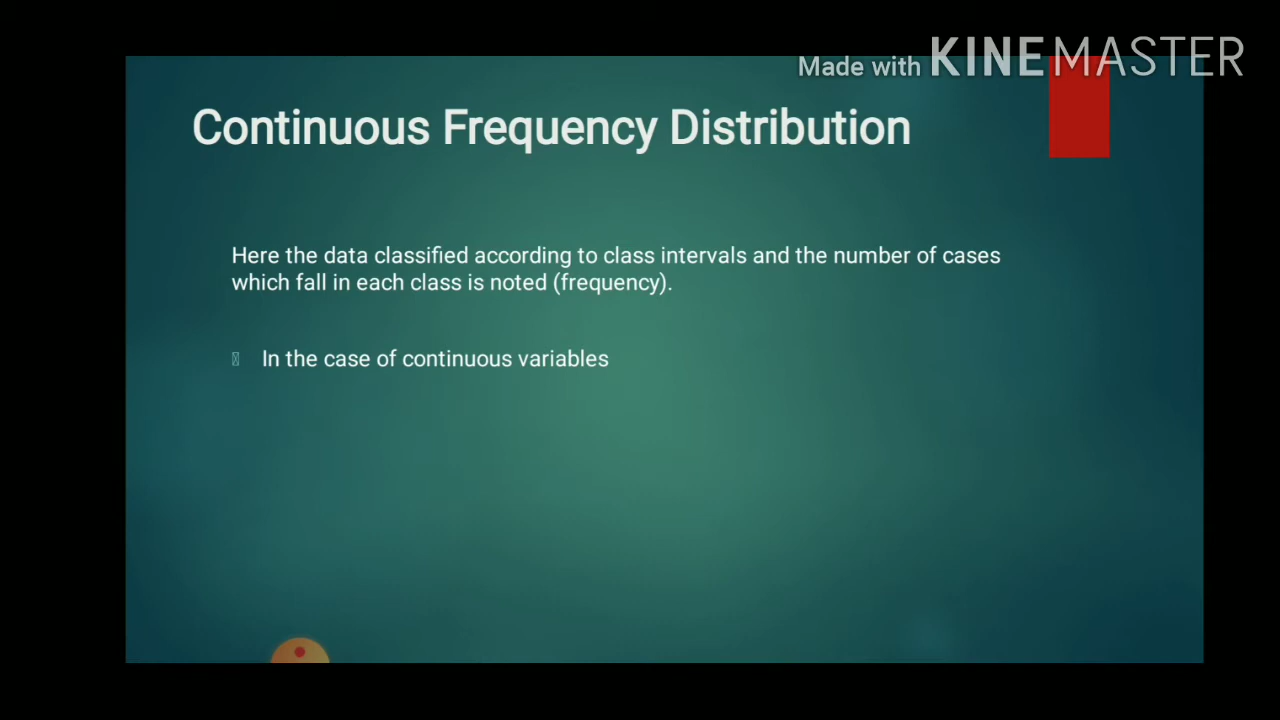 Made with KINEMASTER
Continuous Frequency Distribution
Here the data classified according to class intervals and the number of cases
which fall in each class is noted (frequency).
In the case of continuous variables